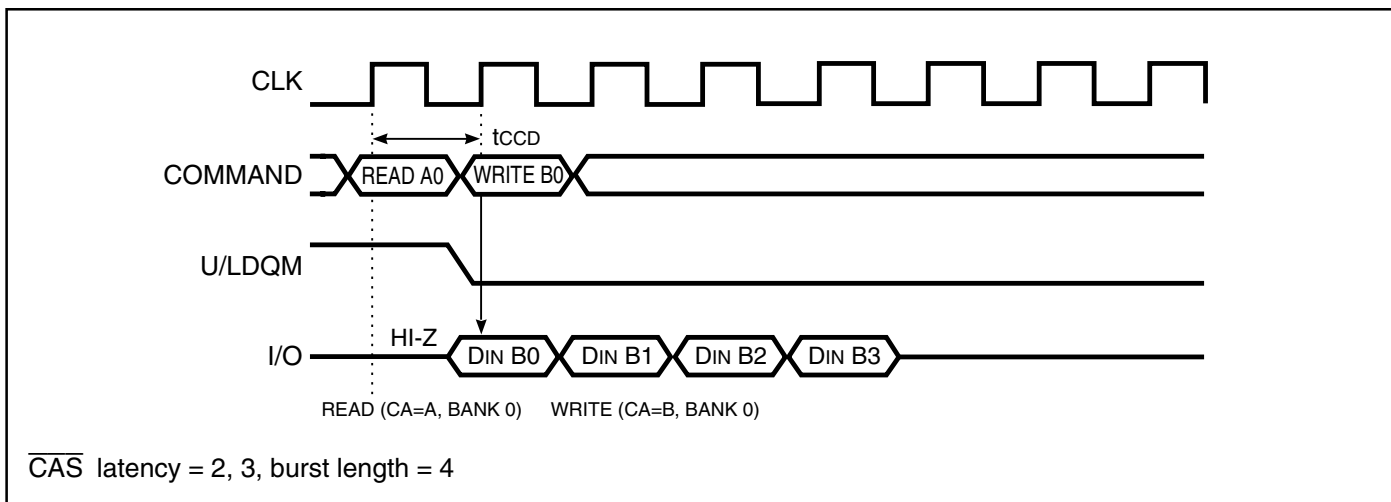 CLK
tCCD
COMMAND READ A0 WRITE B0
U/LDQM
HI-Z
I/O DIN B0 DIN B1 DIN B2 DIN B3
READ (CA=A, BANK 0) WRITE (CA=B, BANK 0)
CAS latency = 2, 3, burst length = 4